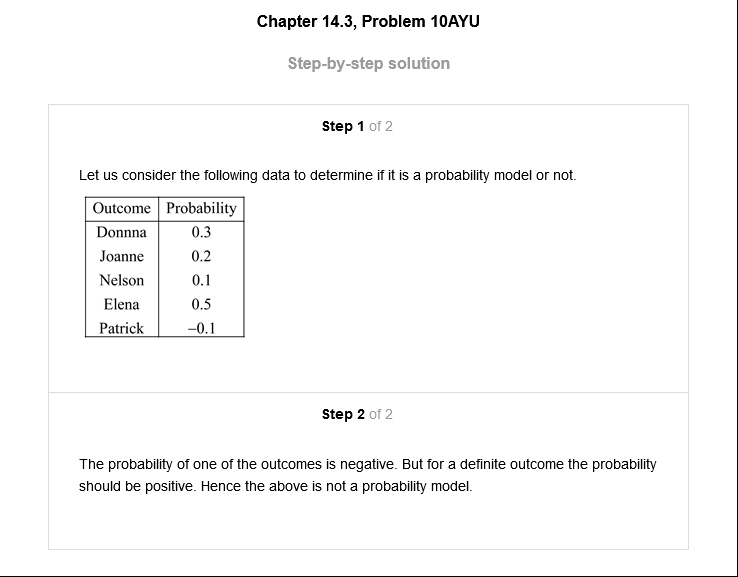 Chapter 14.3, Problem 10AYU
Step-by-step solution
Step 1 of 2
Let us consider the following data to determine if it is a probability model or not.
Outcome Probability
Donnna 0.3
Joanne 0.2
Nelson 0.1
Elena 0.5
Patrick −0.1
Step 2 of 2
The probability of one of the outcomes is negative. But for a definite outcome the probability
should be positive. Hence the above is not a probability model.